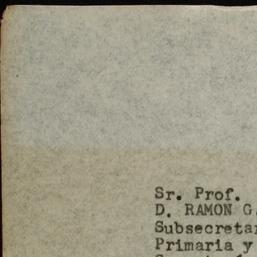 Sr. Prof.
D. RAMON G.
Subsecretar
Primaria y